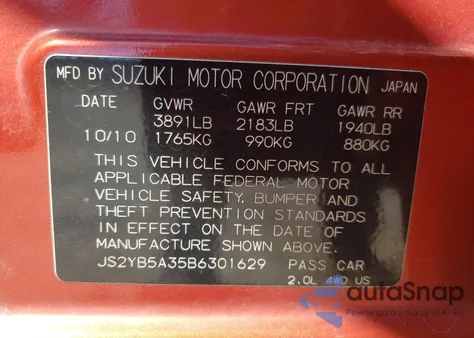 MFD BY SUZUKI MOTOR CORPORATION JAPAN
DATE GVWR GAWR FRT GAWR RR
3891LB 2183LB 1940LB
10/10 1765KG 990KG 880KG
THIS VEHICLE CONFORMS TO ALL
APPLICABLE FEDERAL MOTOR
VEHICLE SAFETY, BUMPER AND
THEFT PREVENTION STANDARDS
IN EFFECT ON THE DATE OF
MANUFACTURE SHOWN ABOVE.
JS2YB5A35B6301629 PASS CAR
2.0L 4WD US
autoSnap